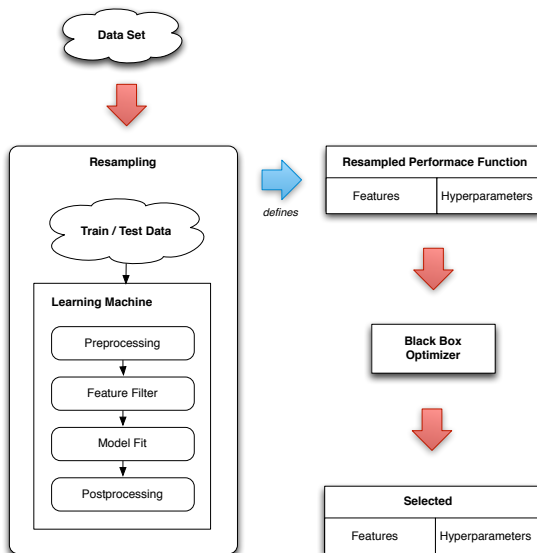 Data Set
Resampling
Train / Test Data
Learning Machine
Preprocessing
Feature Filter
Model Fit
Postprocessing
defines
Resampled Performace Function
Features
Hyperparameters
Black Box
Optimizer
Selected
Features
Hyperparameters